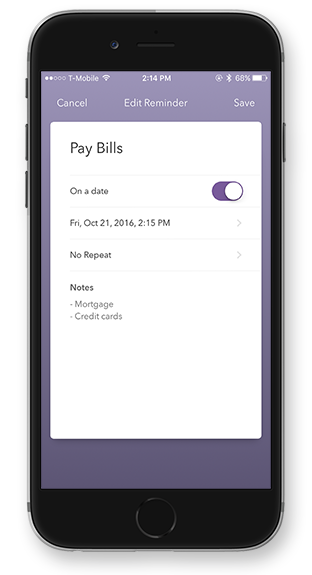 T-Mobile 2:14 PM 68%
Cancel Edit Reminder Save
Pay Bills
On a date
Fri, Oct 21, 2016, 2:15 PM
No Repeat
Notes
- Mortgage
- Credit cards